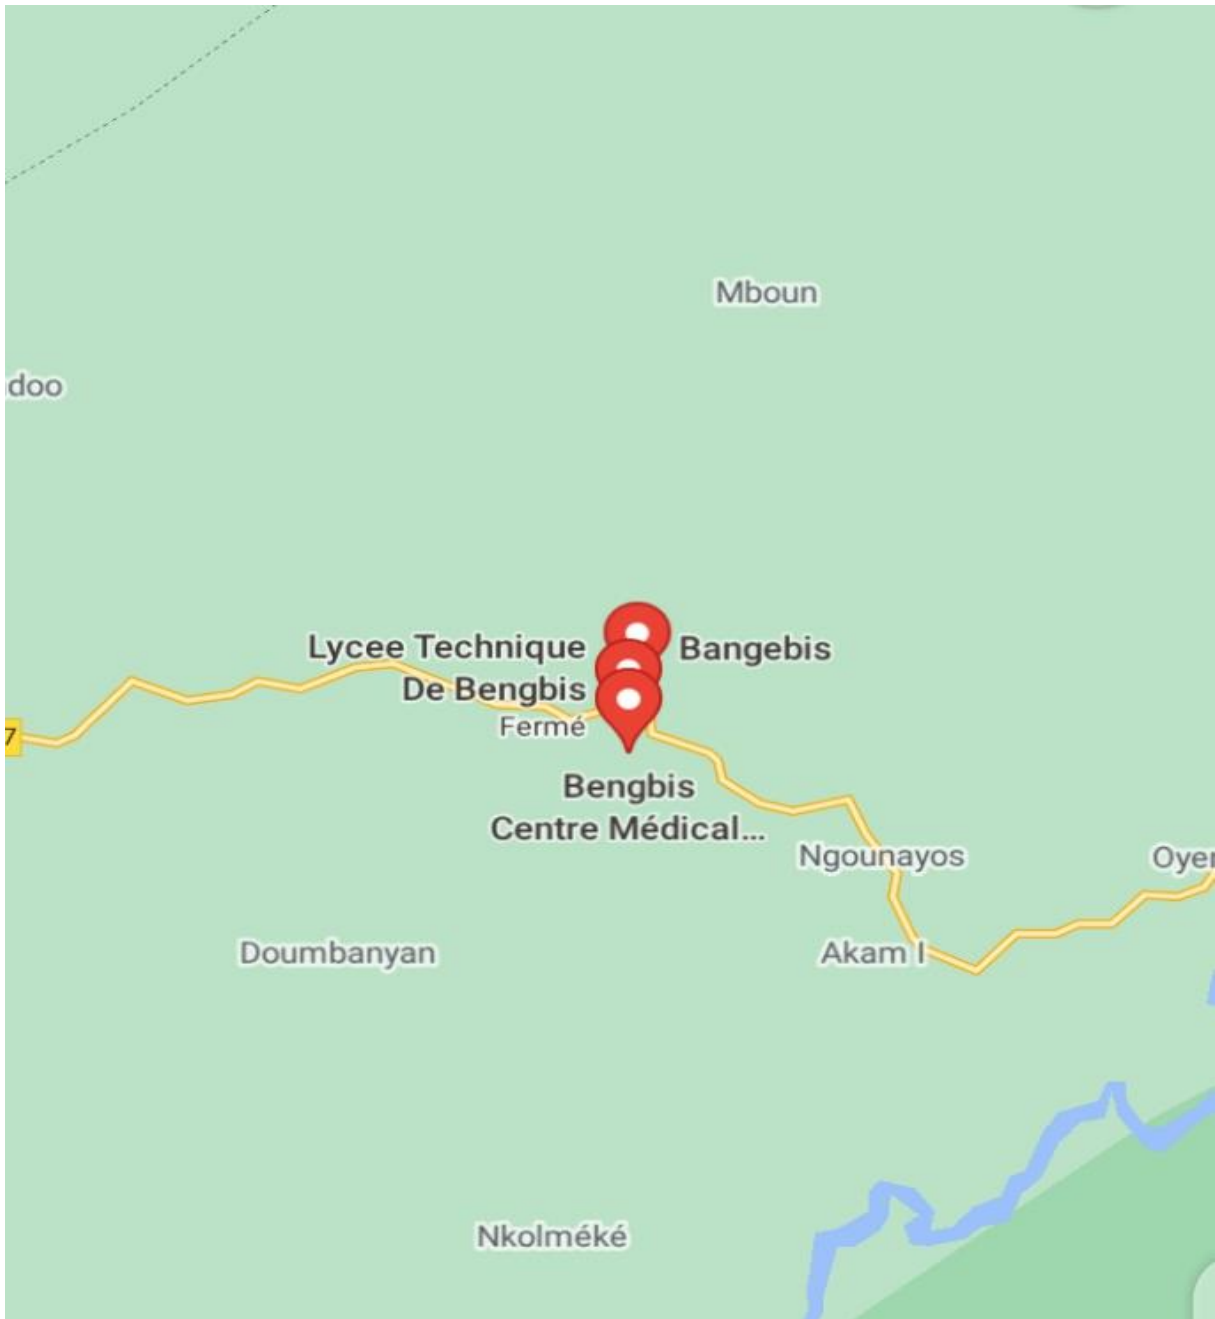 Mboun
doo
Lycee Technique
De Bengbis
Fermé
Bangebis
7
Bengbis
Centre Médical...
Ngounayos
Oyer
Doumbanyan
Akam I
Nkolméké